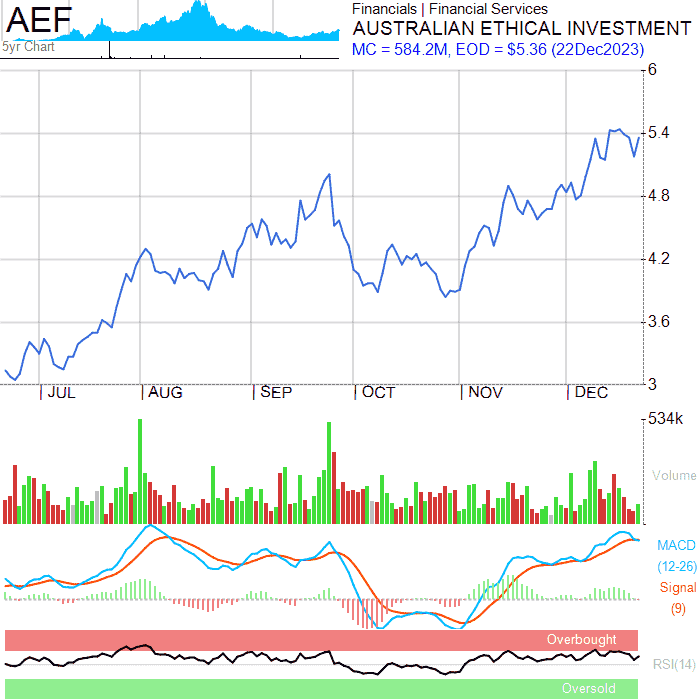 AEF
5yr Chart
Financials | Financial Services
AUSTRALIAN ETHICAL INVESTMENT
MC = 584.2M, EOD = $5.36 (22Dec2023)
6
5.4
4.8
4.2
3.6
3
JUL AUG SEP OCT NOV DEC
534k
Volume
MACD
(12-26)
Signal
(9)
Overbought
RSI(14)
Oversold